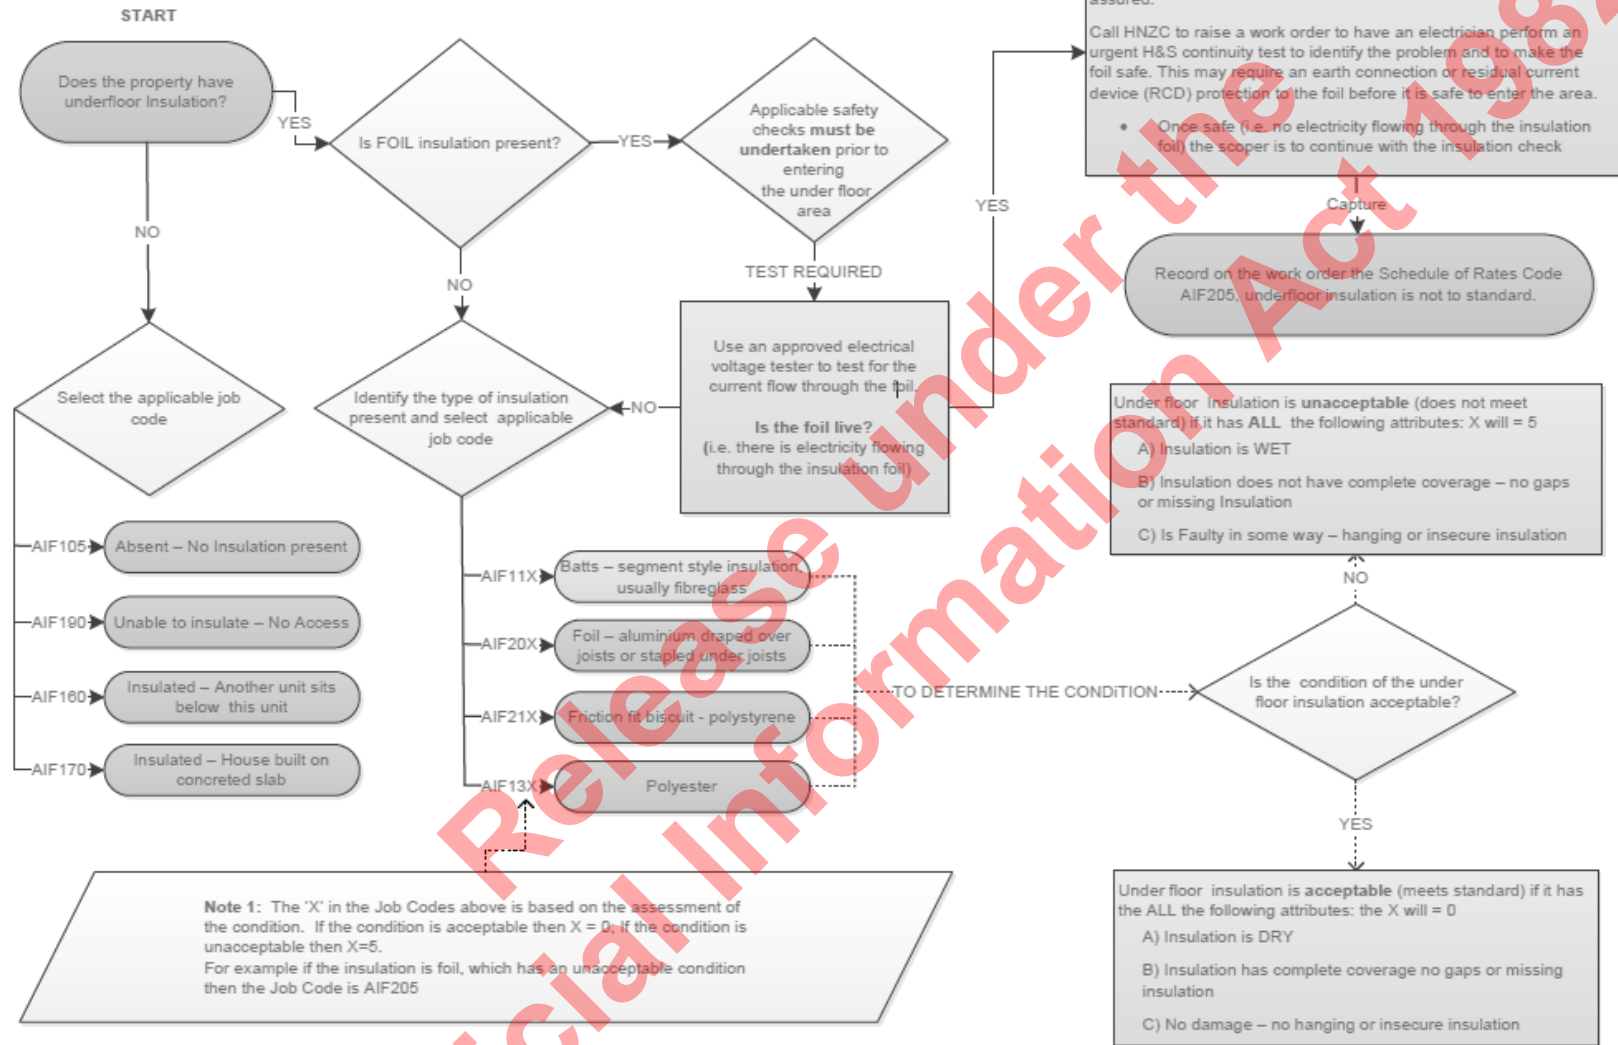 START
Does the property have
underfloor Insulation?
YES
NO
Is FOIL insulation present?
YES
NO
Applicable safety
checks must be
undertaken prior to
entering
the under floor
area
TEST REQUIRED
Use an approved electrical
voltage tester to test for the
current flow through the foil.
Is the foil live?
(i.e. there is electricity flowing
through the insulation foil)
NO
YES
assured.
Call HNZC to raise a work order to have an electrician perform an
urgent H&S continuity test to identify the problem and to make the
foil safe. This may require an earth connection or residual current
device (RCD) protection to the foil before it is safe to enter the area.
• Once safe (i.e. no electricity flowing through the insulation
foil) the scoper is to continue with the insulation check
Capture
Record on the work order the Schedule of Rates Code
AIF205, underfloor insulation is not to standard.
Select the applicable job
code
AIF105
Absent – No Insulation present
AIF190
Unable to insulate – No Access
AIF160
Insulated – Another unit sits
below this unit
AIF170
Insulated – House built on
concreted slab
Identify the type of insulation
present and select applicable
job code
AIF11X
Batts – segment style insulation,
usually fibreglass
AIF20X
Foil – aluminium draped over
joists or stapled under joists
AIF21X
Friction fit biscuit - polystyrene
AIF13X
Polyester
TO DETERMINE THE CONDITION
Is the condition of the under
floor insulation acceptable?
NO
Under floor Insulation is unacceptable (does not meet
standard) if it has ALL the following attributes: X will = 5
A) Insulation is WET
B) Insulation does not have complete coverage – no gaps
or missing Insulation
C) Is Faulty in some way – hanging or insecure insulation
YES
Under floor insulation is acceptable (meets standard) if it has
the ALL the following attributes: the X will = 0
A) Insulation is DRY
B) Insulation has complete coverage no gaps or missing
insulation
C) No damage – no hanging or insecure insulation
Note 1: The 'X' in the Job Codes above is based on the assessment of
the condition. If the condition is acceptable then X = 0; If the condition is
unacceptable then X=5.
For example if the insulation is foil, which has an unacceptable condition
then the Job Code is AIF205
Release under the
Information Act 1982